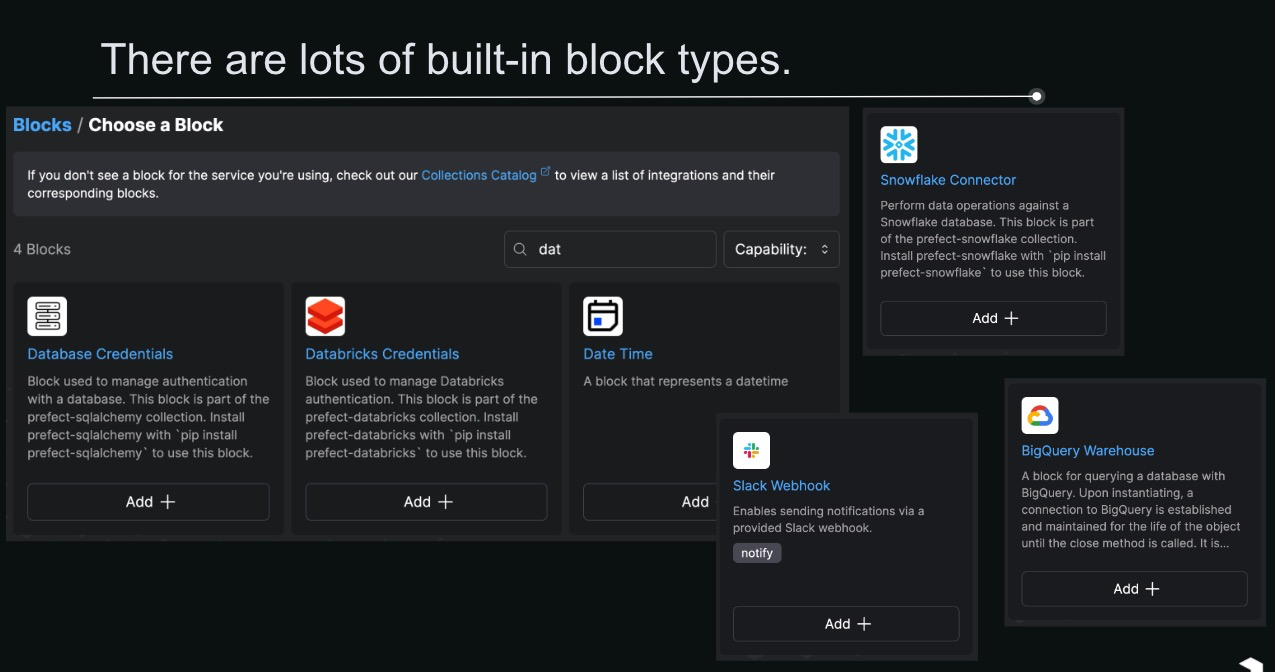 There are lots of built-in block types.
Blocks / Choose a Block
If you don't see a block for the service you're using, check out our Collections Catalog to view a list of integrations and their
corresponding blocks.
4 Blocks
dat
Capability:
Database Credentials
Block used to manage authentication
with a database. This block is part of the
prefect-sqlalchemy collection. Install
prefect-sqlalchemy with `pip install
prefect-sqlalchemy` to use this block.
Add
Databricks Credentials
Block used to manage Databricks
authentication. This block is part of the
prefect-databricks collection. Install
prefect-databricks with `pip install
prefect-databricks` to use this block.
Add
Date Time
A block that represents a datetime
Add
Snowflake Connector
Perform data operations against a
Snowflake database. This block is part
of the prefect-snowflake collection.
Install prefect-snowflake with `pip install
prefect-snowflake` to use this block.
Add
Slack Webhook
Enables sending notifications via a
provided Slack webhook.
notify
Add
BigQuery Warehouse
A block for querying a database with
BigQuery. Upon instantiating, a
connection to BigQuery is established
and maintained for the life of the object
until the close method is called. It is...
Add